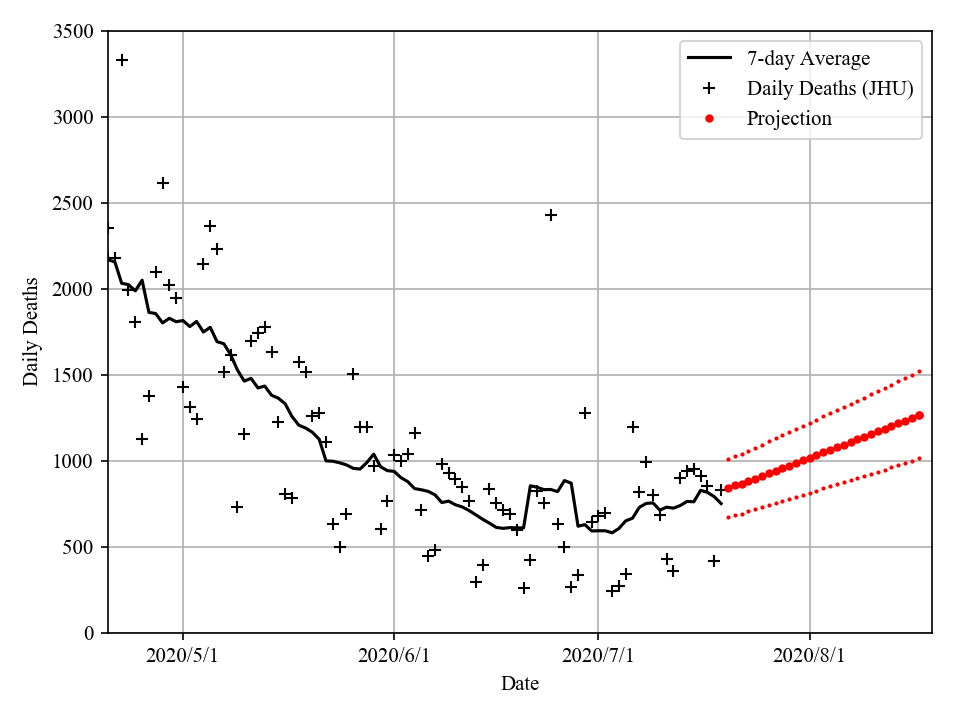 3500
3000
2500
2000
1500
1000
500
0
Daily Deaths
7-day Average
Daily Deaths (JHU)
Projection
2020/5/1
2020/6/1
2020/7/1
2020/8/1
Date